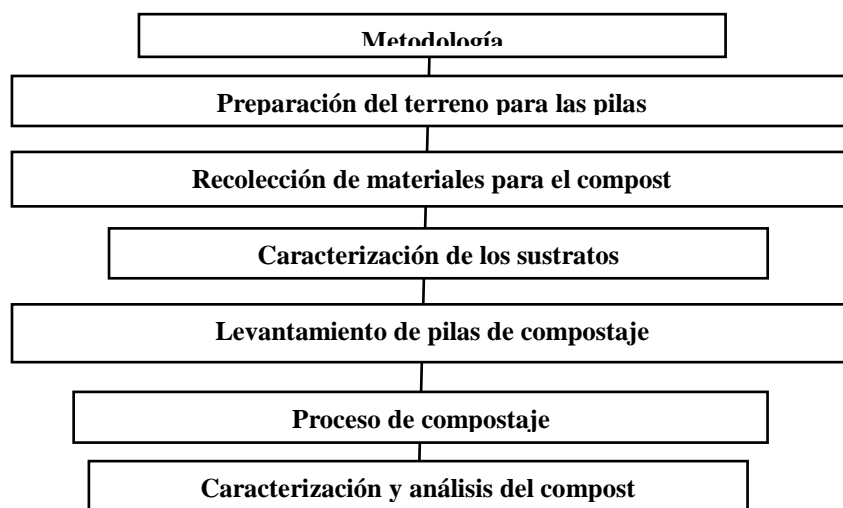 Metodología
Preparación del terreno para las pilas
Recolección de materiales para el compost
Caracterización de los sustratos
Levantamiento de pilas de compostaje
Proceso de compostaje
Caracterización y análisis del compost